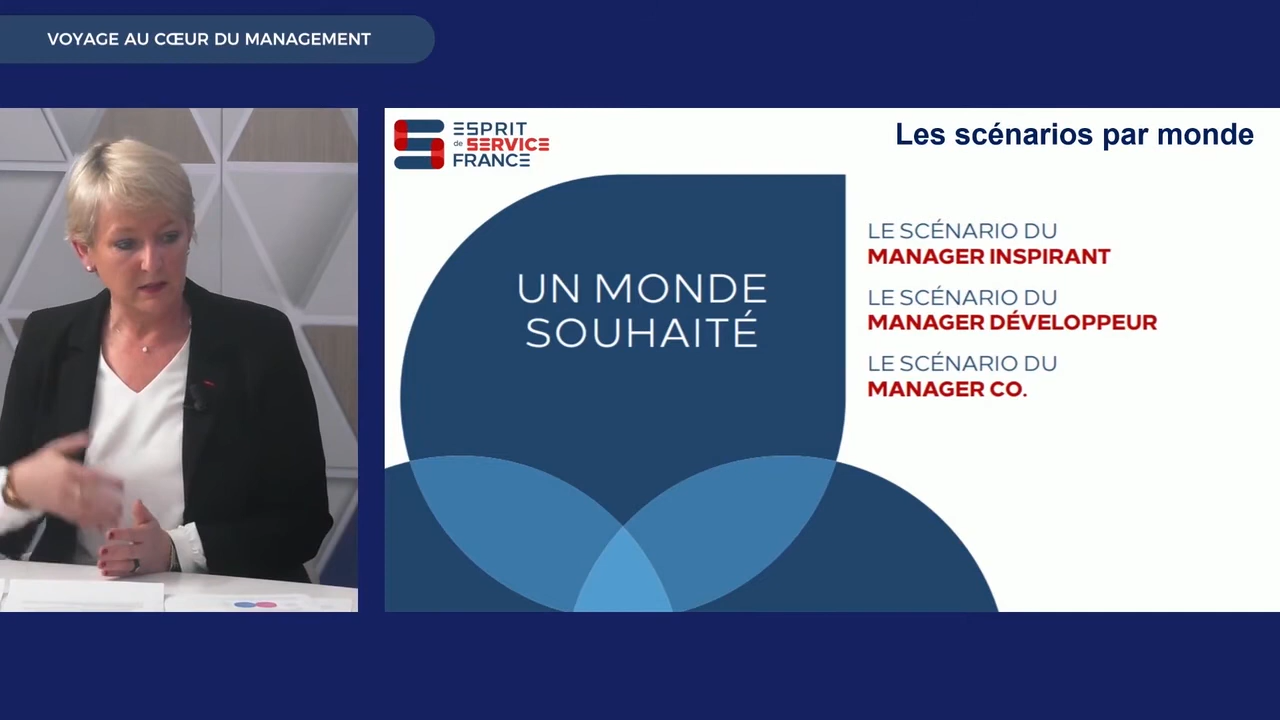 VOYAGE AU CŒUR DU MANAGEMENT
ESPRIT
de SERVICE
FRANCE
Les scénarios par monde
UN MONDE
SOUHAITÉ
LE SCÉNARIO DU
MANAGER INSPIRANT
LE SCÉNARIO DU
MANAGER DÉVELOPPEUR
LE SCÉNARIO DU
MANAGER CO.